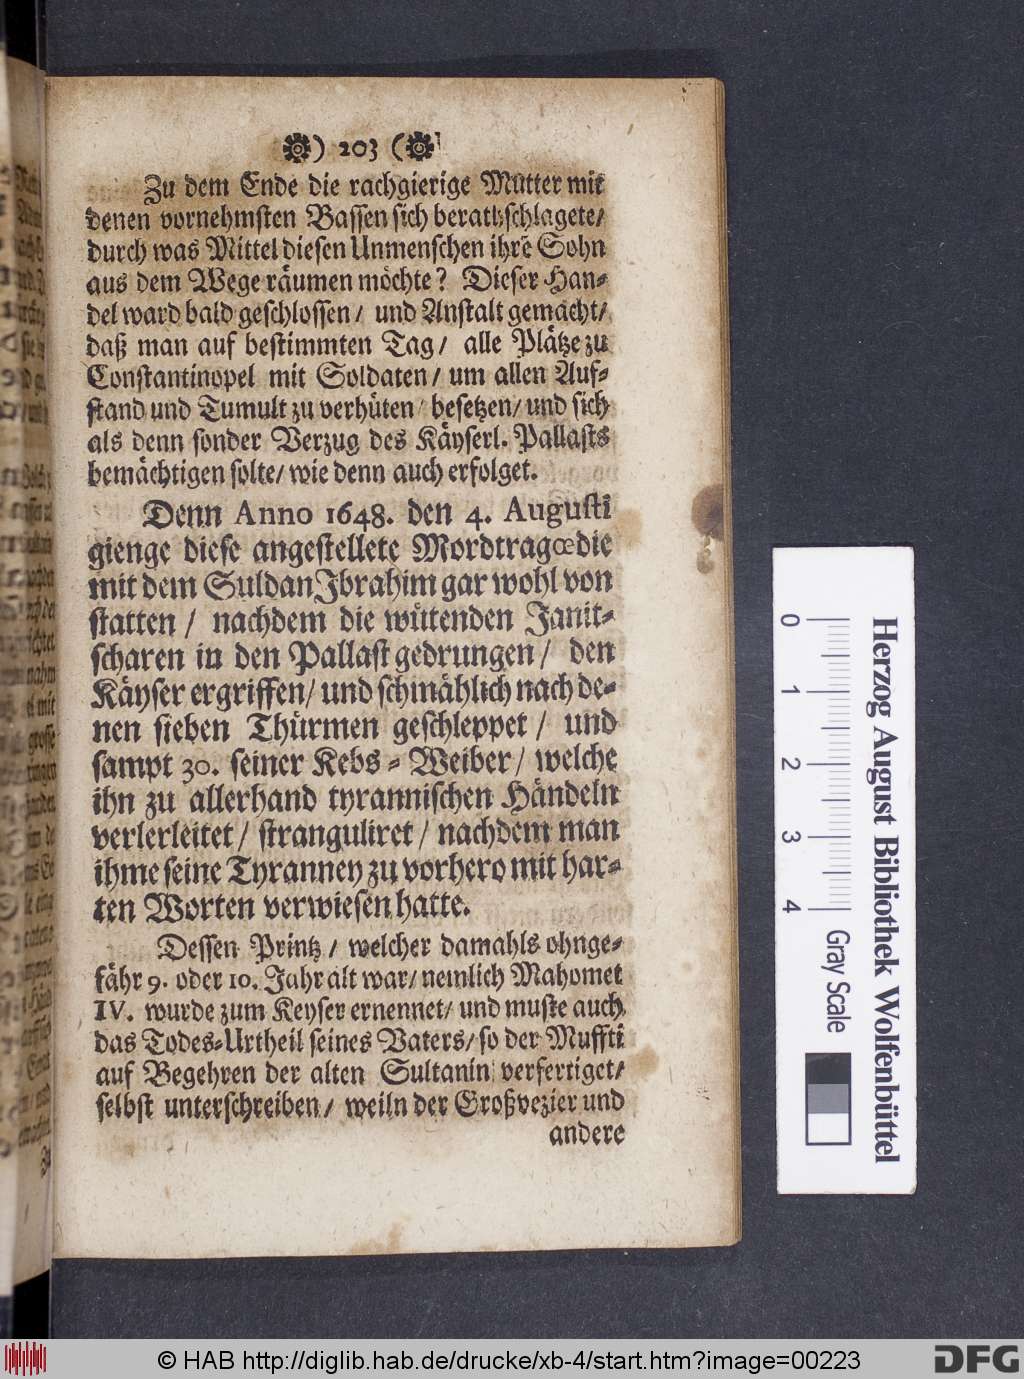 ) 203 (
Zu dem Ende die rachgierige Mutter mit
denen vornehmsten Bassen sich berathschlagete/
durch was Mittel diesen Unmenschen ihrẽ Sohn
aus dem Wege räumen möchte? Dieser Han-
del ward bald geschlossen/ und Anstalt gemacht/
daß man auf bestimmten Tag/ alle Plätze zu
Constantinopel mit Soldaten/ um allen Auf-
stand und Tumult zu verhüten/ besetzen/ und sich
als denn sonder Verzug des Käyserl. Pallasts
bemächtigen solte/ wie denn auch erfolget.
Denn Anno 1648. den 4. Augusti
gienge diese angestellete Mordtragœdie
mit dem Suldan Jbrahim gar wohl von
statten / nachdem die wütenden Janit-
scharen in den Pallast gedrungen/ den
Käyser ergriffen/ und schmählich nach de-
nen sieben Thürmen geschleppet / und
sampt 30. seiner Kebs-Weiber/ welche
ihn zu allerhand tyrannischen Händeln
verlerleitet/ stranguliret/ nachdem man
ihme seine Tyranney zu vorhero mit har-
ten Worten verwiesen hatte.
Dessen Printz / welcher damahls ohnge-
fähr 9. oder 10. Jahr alt war/ nemlich Mahomet
IV. wurde zum Keyser ernennet/ und muste auch
das Todes-Urtheil seines Vaters/ so der Muffti
auf Begehren der alten Sultanin verfertiget/
selbst unterschreiben/ weiln der Großvezier und
andere
0 1 2 3 4
Gray Scale
Herzog August Bibliothek Wolfenbüttel
© HAB http://diglib.hab.de/drucke/xb-4/start.htm?image=00223
DFG